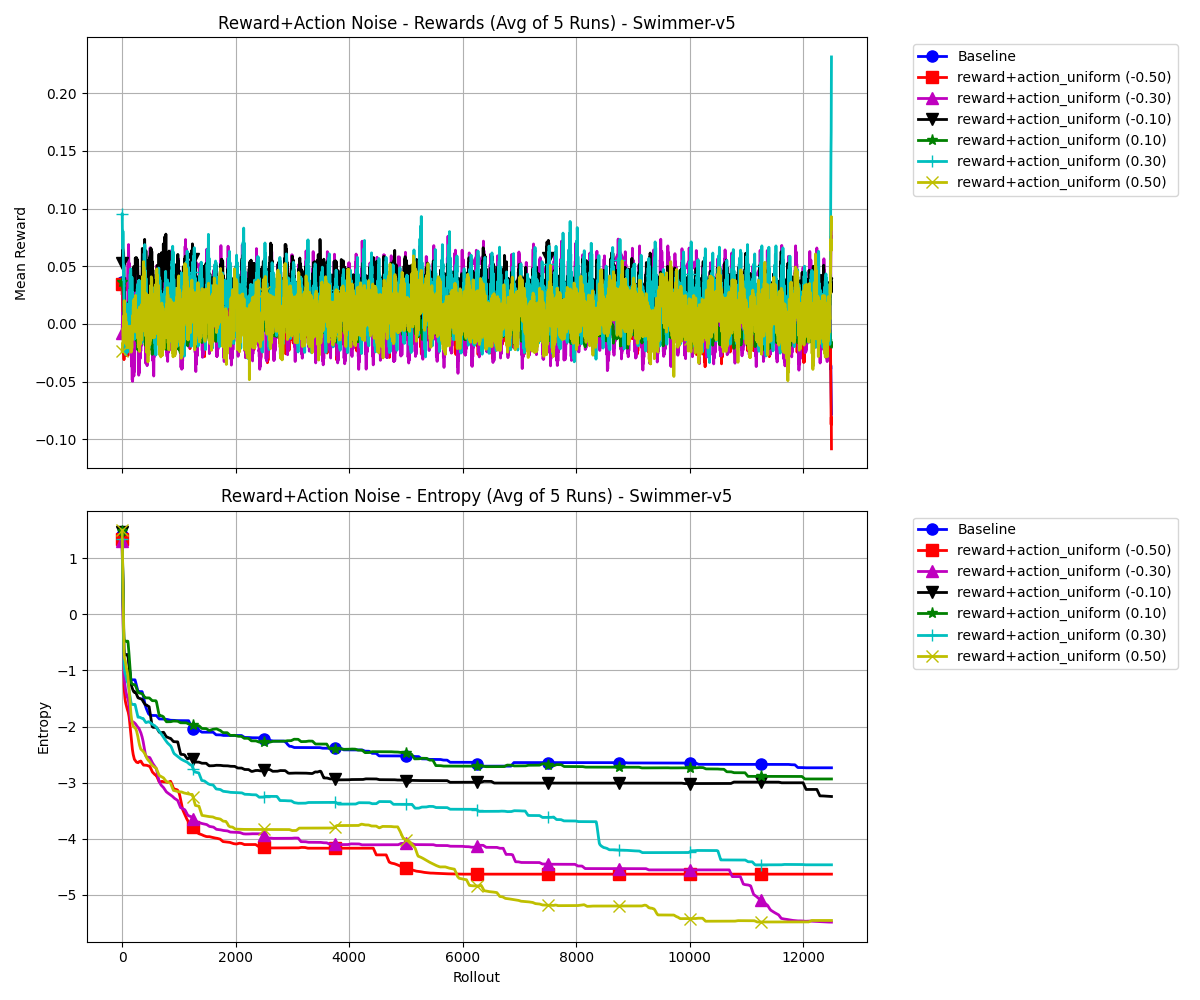 Reward+Action Noise - Rewards (Avg of 5 Runs) - Swimmer-v5
0.20
0.15
0.10
0.05
0.00
−0.05
−0.10
Mean Reward
Baseline
reward+action_uniform (-0.50)
reward+action_uniform (-0.30)
reward+action_uniform (-0.10)
reward+action_uniform (0.10)
reward+action_uniform (0.30)
reward+action_uniform (0.50)
Reward+Action Noise - Entropy (Avg of 5 Runs) - Swimmer-v5
1
0
−1
−2
−3
−4
−5
Entropy
0 2000 4000 6000 8000 10000 12000
Rollout
Baseline
reward+action_uniform (-0.50)
reward+action_uniform (-0.30)
reward+action_uniform (-0.10)
reward+action_uniform (0.10)
reward+action_uniform (0.30)
reward+action_uniform (0.50)